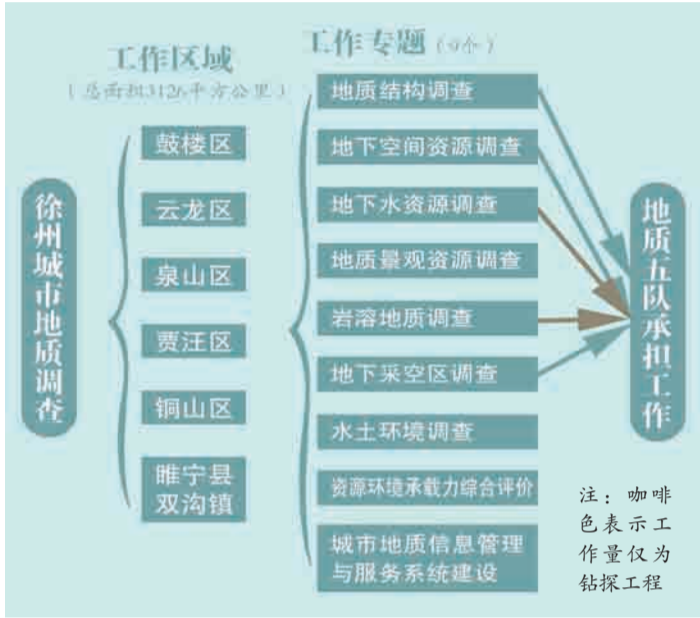 徐州城市地质调查
工作区域
(总面积3126平方公里)
鼓楼区
云龙区
泉山区
贾汪区
铜山区
睢宁县
双沟镇
工作专题(9个)
地质结构调查
地下空间资源调查
地下水资源调查
地质景观资源调查
岩溶地质调查
地下采空区调查
水土环境调查
资源环境承载力综合评价
城市地质信息管理
与服务系统建设
地质五队承担工作
注:咖啡
色表示工
作量仅为
钻探工程